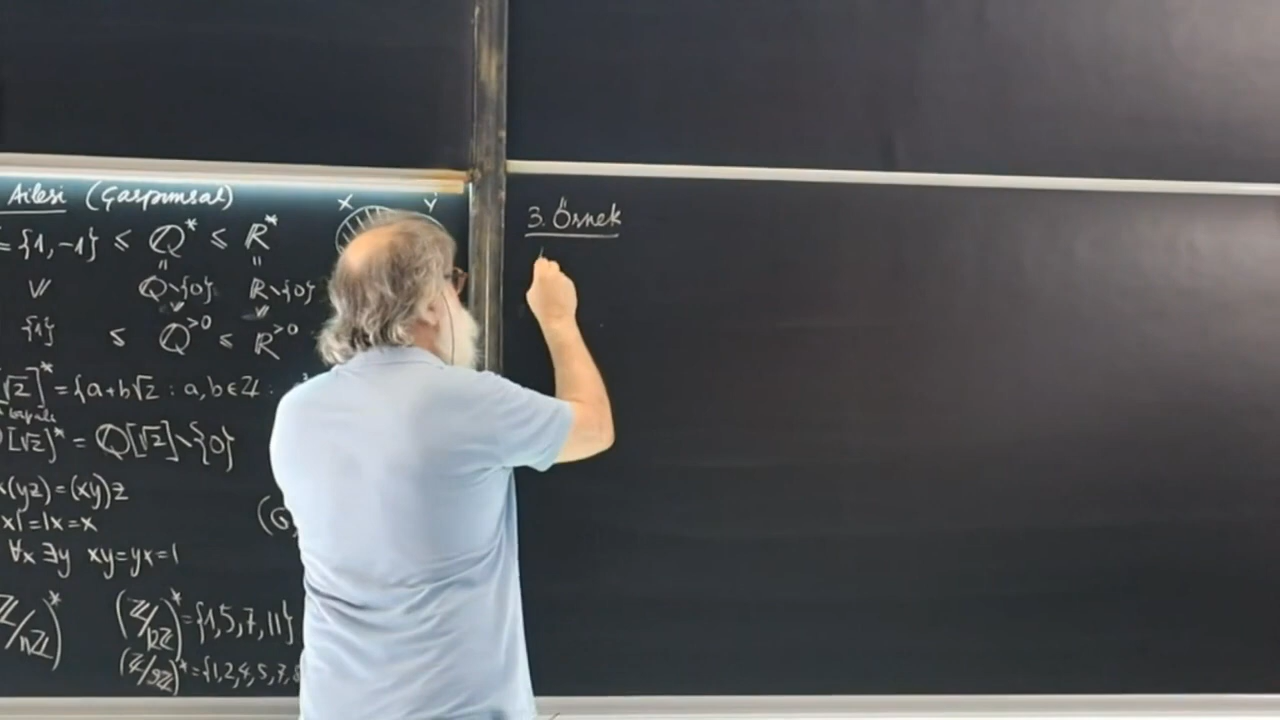 Ailesi (Çarpımsal)
= {1,-1} ≤ Q* ≤ R*
X Y
Q∖{0} R∖{0}
{1} ≤ Q^{>0} ≤ R^{>0}
[√2]* = {a+b√2 : a,b ∈ Z :
[√2]* = Q[√2]∖{0}
x(yz) = (xy)z
x1 = 1x = x
(G,
∀x ∃y xy = yx = 1
Z/nZ)* (Z/12Z)* = {1,5,7,11}
(Z/9Z)* = {1,2,4,5,7,8
3. Örnek